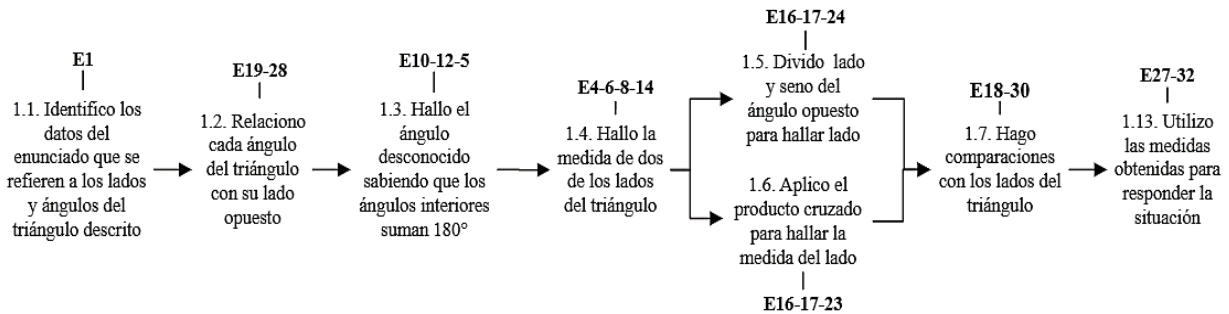 E1
1.1. Identifico los
datos del
enunciado que se
refieren a los lados
y ángulos del
triángulo descrito
E19-28
1.2. Relaciono
cada ángulo
del triángulo
con su lado
opuesto
E10-12-5
1.3. Hallo el
ángulo
desconocido
sabiendo que los
ángulos interiores
suman 180°
E4-6-8-14
1.4. Hallo la
medida de dos
de los lados
del triángulo
E16-17-24
1.5. Divido lado
y seno del
ángulo opuesto
para hallar lado
1.6. Aplico el
producto cruzado
para hallar la
medida del lado
E16-17-23
E18-30
1.7. Hago
comparaciones
con los lados del
triángulo
E27-32
1.13. Utilizo
las medidas
obtenidas para
responder la
situación